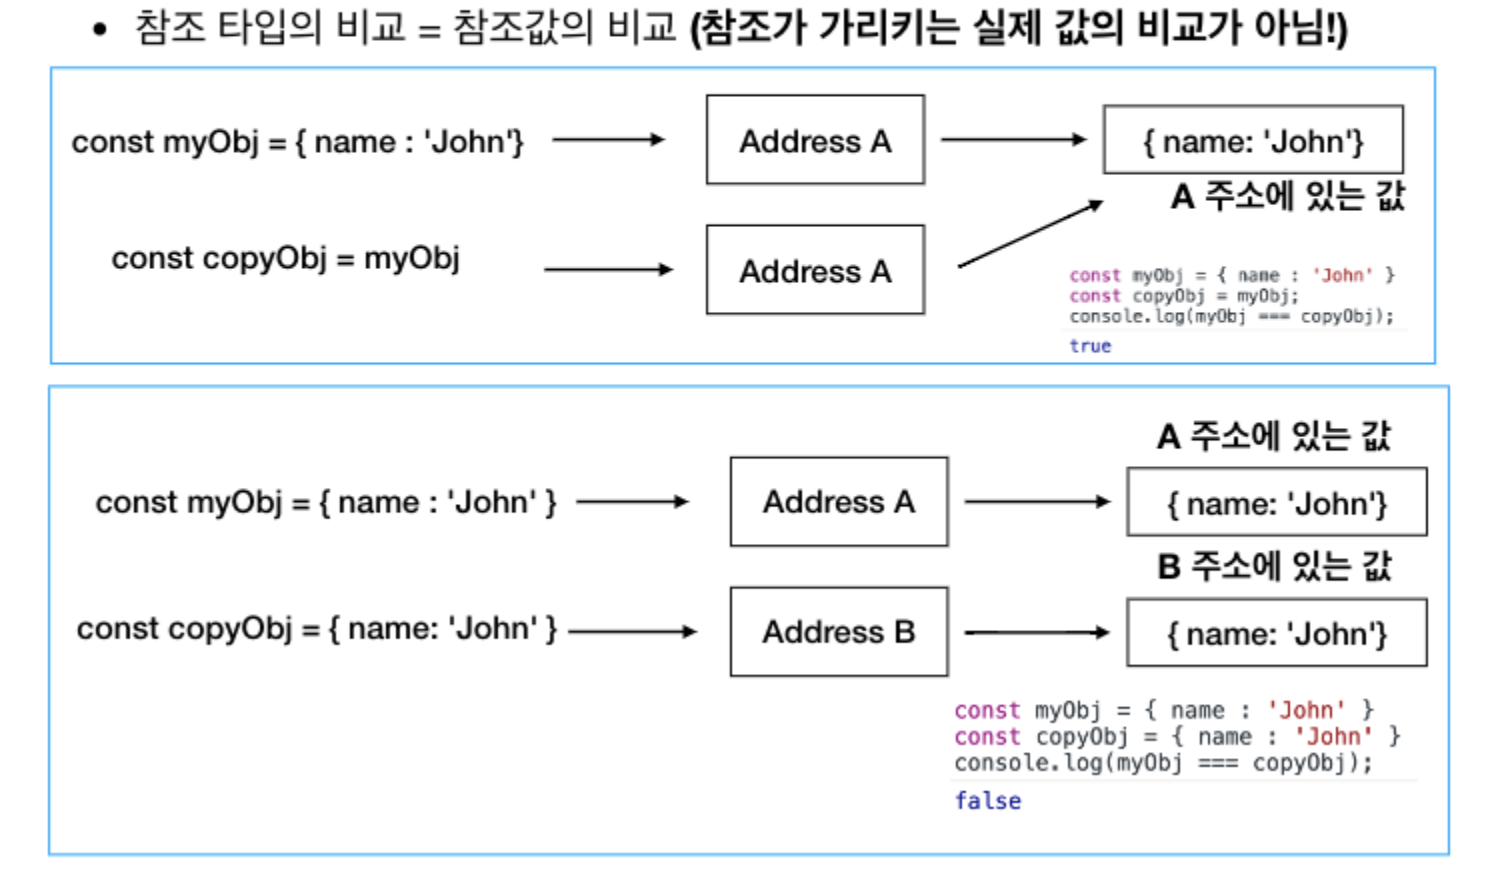 • 참조 타입의 비교 = 참조값의 비교 (참조가 가리키는 실제 값의 비교가 아님!)
const myObj = { name : 'John'}
Address A
{ name: 'John'}
A 주소에 있는 값
const copyObj = myObj
Address A
const myObj = { name : 'John' }
const copyObj = myObj;
console.log(myObj === copyObj);
true
A 주소에 있는 값
const myObj = { name : 'John' }
Address A
{ name: 'John'}
B 주소에 있는 값
const copyObj = { name: 'John' }
Address B
{ name: 'John'}
const myObj = { name : 'John' }
const copyObj = { name : 'John' }
console.log(myObj === copyObj);
false